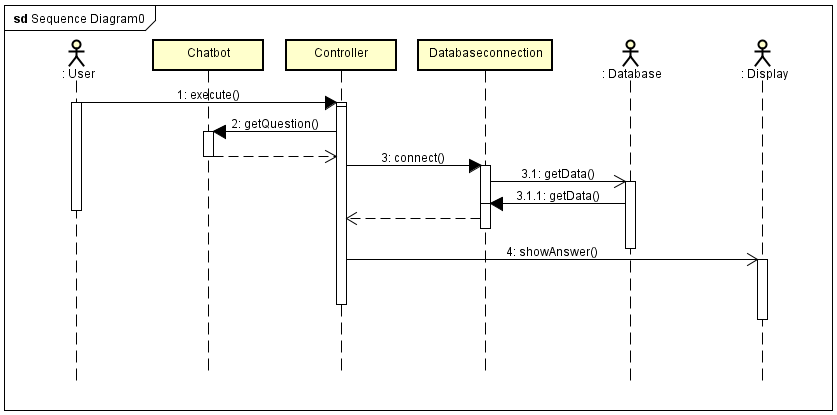 sd Sequence Diagram0
: User
Chatbot
Controller
Databaseconnection
: Database
: Display
1: execute()
2: getQuestion()
3: connect()
3.1: getData()
3.1.1: getData()
4: showAnswer()